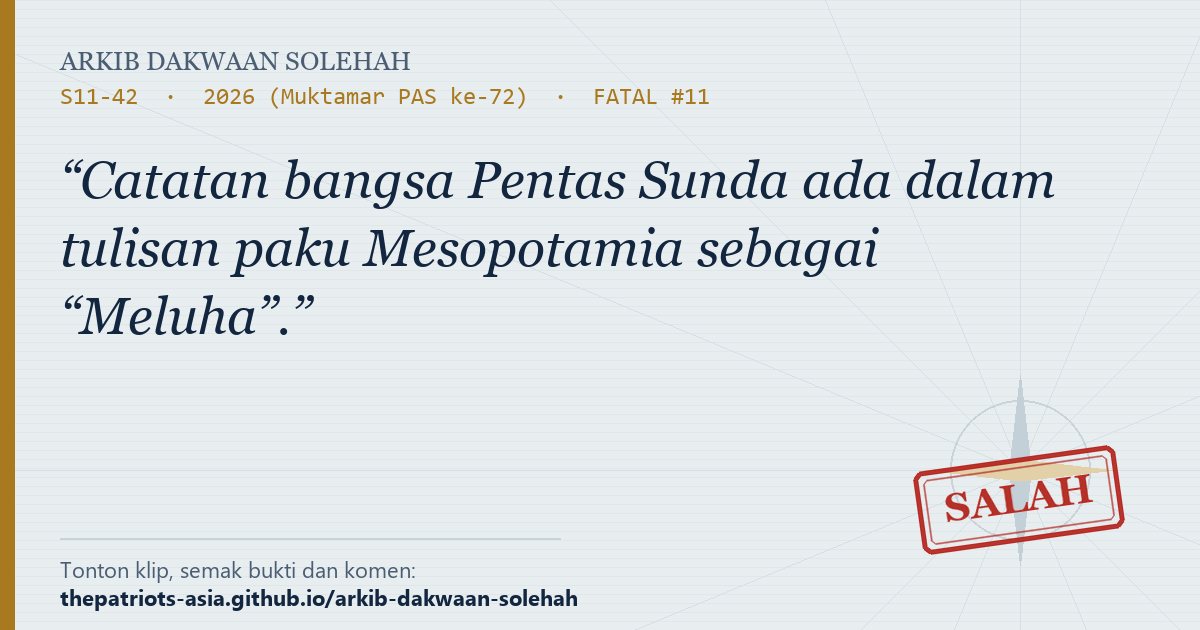 ARKIB DAKWAAN SOLEHAH
S11-42 · 2026 (Muktamar PAS ke-72) · FATAL #11
“Catatan bangsa Pentas Sunda ada dalam
tulisan paku Mesopotamia sebagai
“Meluha”.”
SALAH
Tonton klip, semak bukti dan komen:
thepatriots-asia.github.io/arkib-dakwaan-solehah